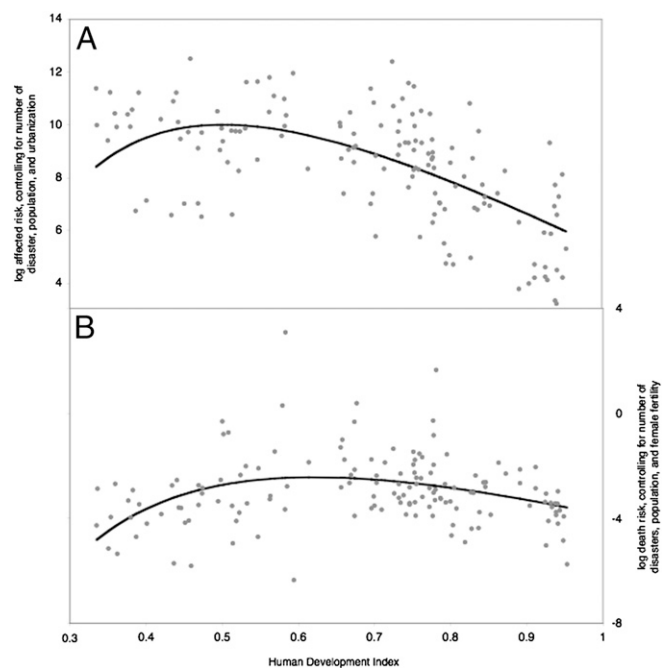 14
A
12
10
8
6
4
log affected risk, controlling for number of
disaster, population, and urbanization
B
4
0
-4
-8
log death risk, controlling for number of
disasters, population, and female fertility
0.3 0.4 0.5 0.6 0.7 0.8 0.9 1
Human Development Index